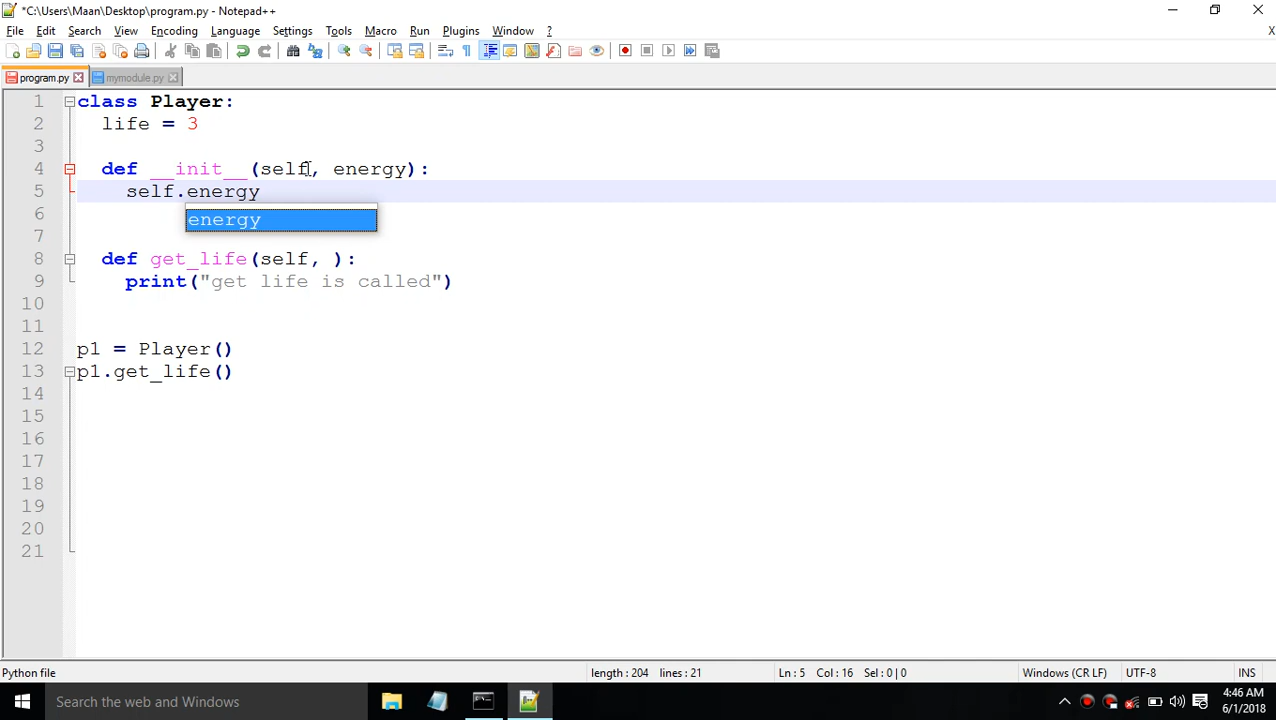 *C:\Users\Maan\Desktop\program.py - Notepad++
File Edit Search View Encoding Language Settings Tools Macro Run Plugins Window ? X
program.py mymodule.py
1 class Player:
2 life = 3
3
4 def __init__(self, energy):
5 self.energy
6 energy
7
8 def get_life(self, ):
9 print("get life is called")
10
11
12 p1 = Player()
13 p1.get_life()
14
15
16
17
18
19
20
21
Python file length : 204 lines : 21 Ln : 5 Col : 16 Sel : 0 | 0 Windows (CR LF) UTF-8 INS
Search the web and Windows 4:46 AM
6/1/2018